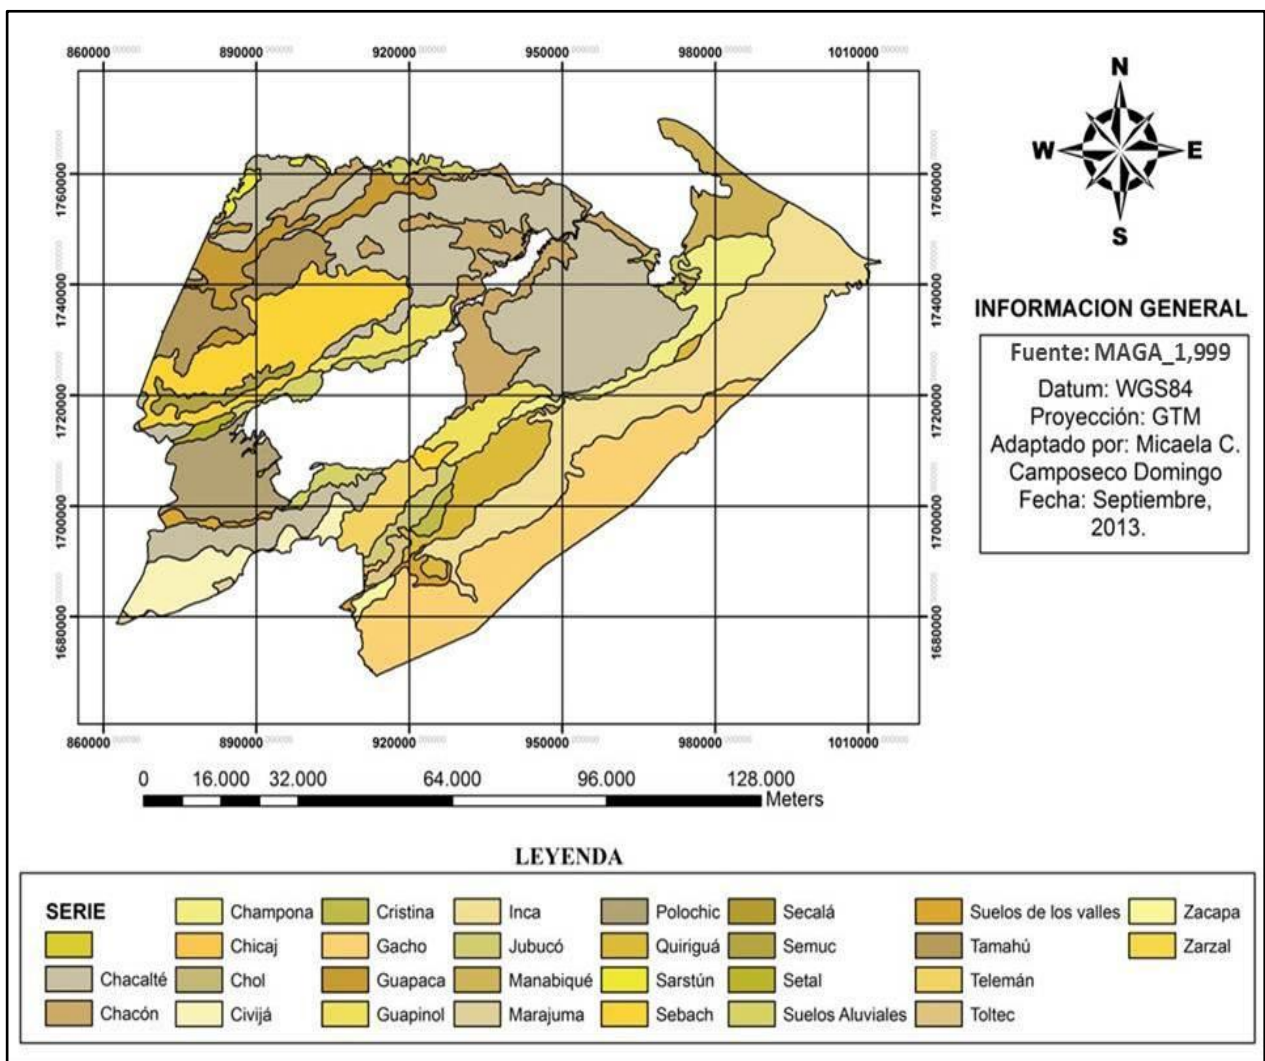 860000 890000 920000 950000 980000 1010000
N
W E
S
1760000 1760000
1740000 1740000
1720000 1720000
1700000 1700000
1680000 1680000
860000 890000 920000 950000 980000 1010000
INFORMACION GENERAL
Fuente: MAGA_1,999
Datum: WGS84
Proyección: GTM
Adaptado por: Micaela C.
Camposeco Domingo
Fecha: Septiembre,
2013.
0 16.000 32.000 64.000 96.000 128.000
Meters
LEYENDA
SERIE
Chacalté
Chacón
Champona
Chicaj
Chol
Civijá
Cristina
Gacho
Guapaca
Guapinol
Inca
Jubucó
Manabiqué
Marajuma
Polochic
Quiriguá
Sarstún
Sebach
Secalá
Semuc
Setal
Suelos Aluviales
Suelos de los valles
Tamahú
Telemán
Toltec
Zacapa
Zarzal